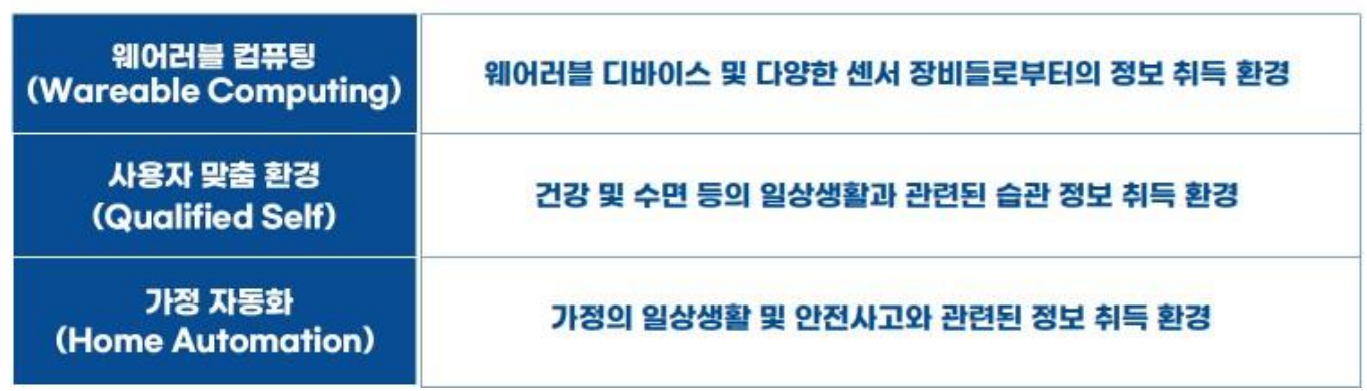 웨어러블 컴퓨팅
(Wareable Computing)
웨어러블 디바이스 및 다양한 센서 장비들로부터의 정보 취득 환경
사용자 맞춤 환경
(Qualified Self)
건강 및 수면 등의 일상생활과 관련된 습관 정보 취득 환경
가정 자동화
(Home Automation)
가정의 일상생활 및 안전사고와 관련된 정보 취득 환경